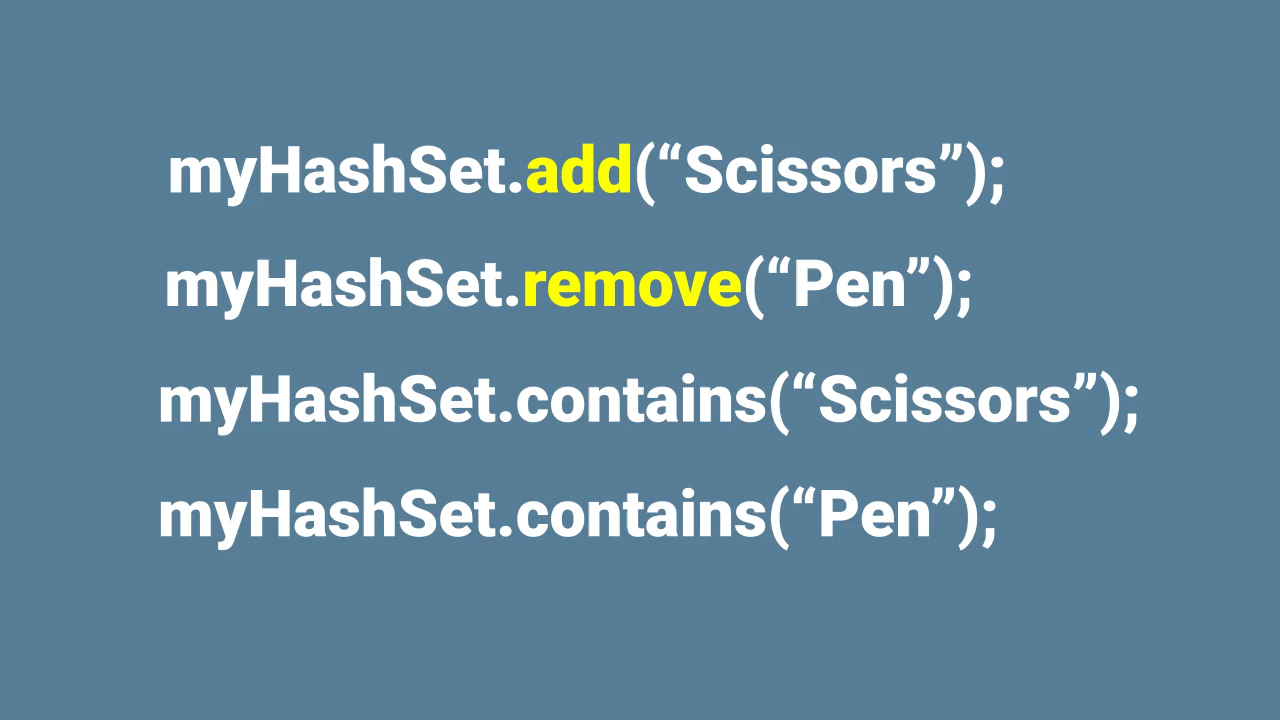 myHashSet.add(“Scissors”);
myHashSet.remove(“Pen”);
myHashSet.contains(“Scissors”);
myHashSet.contains(“Pen”);